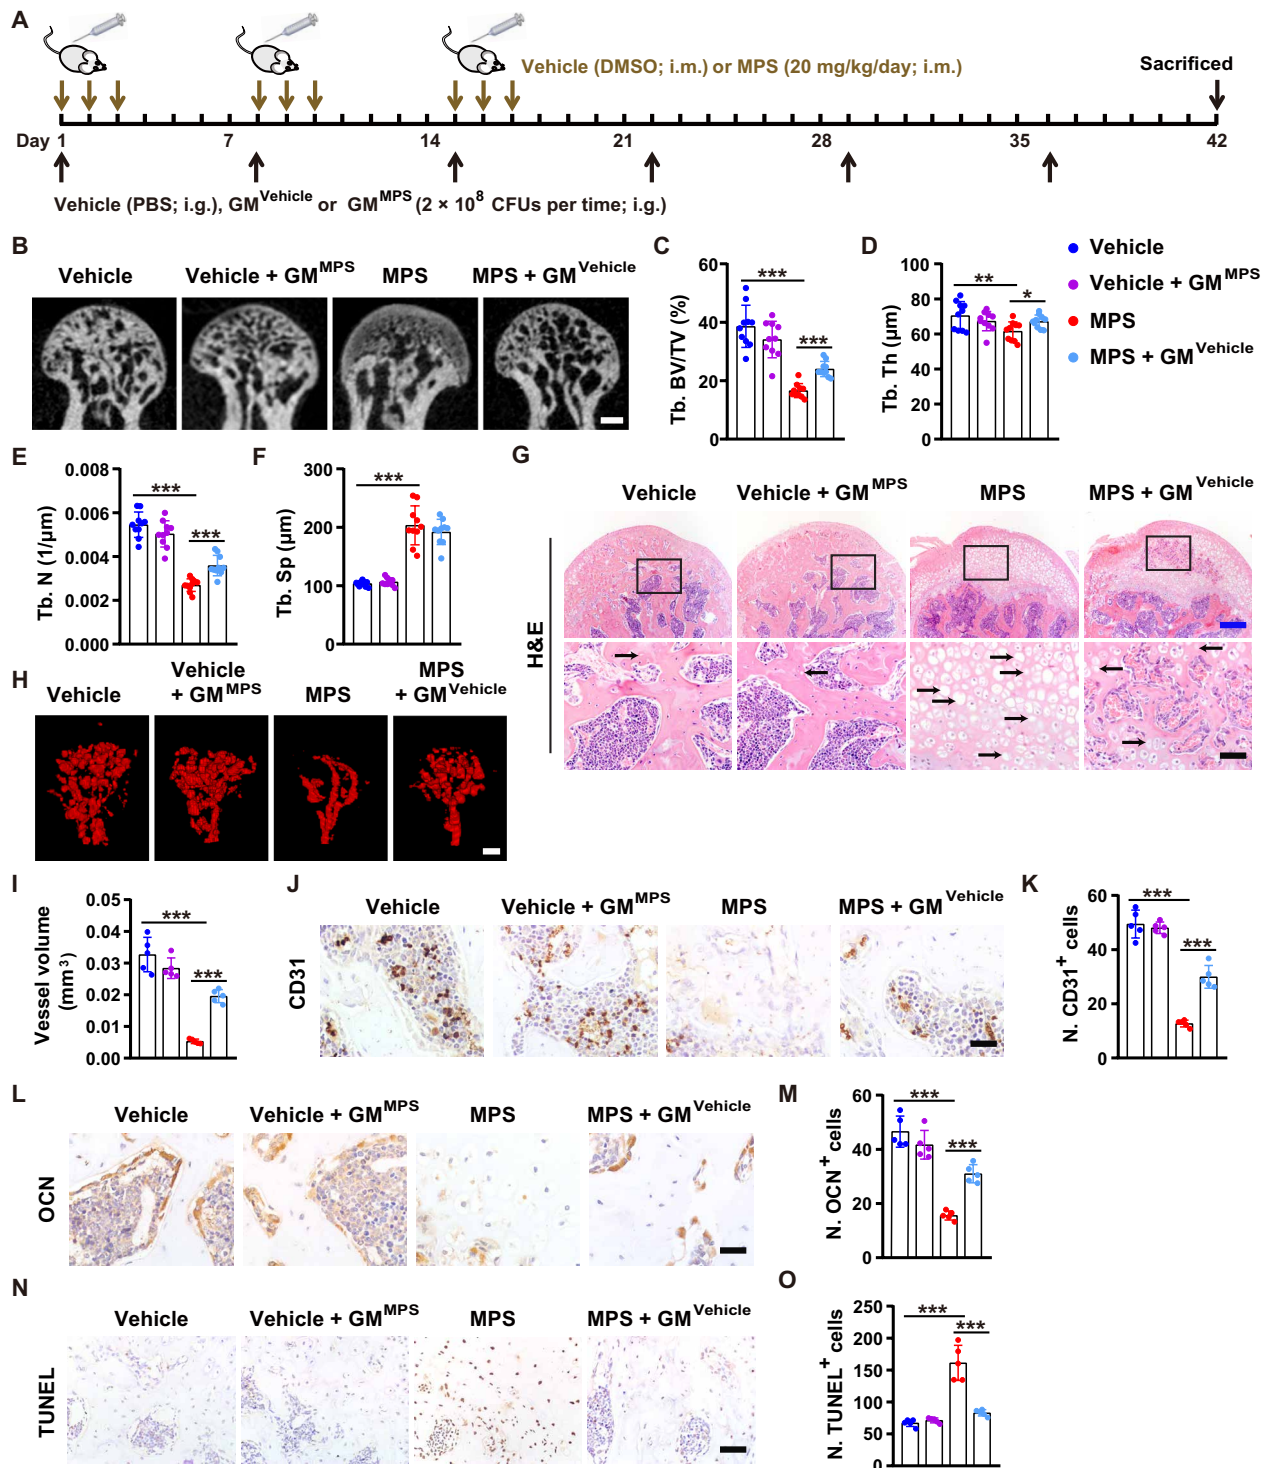 A
Vehicle (DMSO; i.m.) or MPS (20 mg/kg/day; i.m.)
Sacrificed
Day 1 7 14 21 28 35 42
Vehicle (PBS; i.g.), GM^Vehicle or GM^MPS (2 × 10^8 CFUs per time; i.g.)
B
Vehicle Vehicle + GM^MPS MPS MPS + GM^Vehicle
C
Tb. BV/TV (%)
60
40
20
0
***
***
D
Tb. Th (μm)
100
80
60
40
20
0
**
*
Vehicle
Vehicle + GM^MPS
MPS
MPS + GM^Vehicle
E
Tb. N (1/μm)
0.008
0.006
0.004
0.002
0.000
***
***
F
Tb. Sp (μm)
300
200
100
0
***
G
Vehicle Vehicle + GM^MPS MPS MPS + GM^Vehicle
H&E
H
Vehicle
Vehicle
+ GM^MPS
MPS
MPS
+ GM^Vehicle
I
Vessel volume
(mm³)
0.05
0.04
0.03
0.02
0.01
0.00
***
***
J
Vehicle Vehicle + GM^MPS MPS MPS + GM^Vehicle
CD31
K
N. CD31⁺ cells
60
40
20
0
***
***
L
Vehicle Vehicle + GM^MPS MPS MPS + GM^Vehicle
OCN
M
N. OCN⁺ cells
60
40
20
0
***
***
N
Vehicle Vehicle + GM^MPS MPS MPS + GM^Vehicle
TUNEL
O
N. TUNEL⁺ cells
250
200
150
100
50
0
***
***